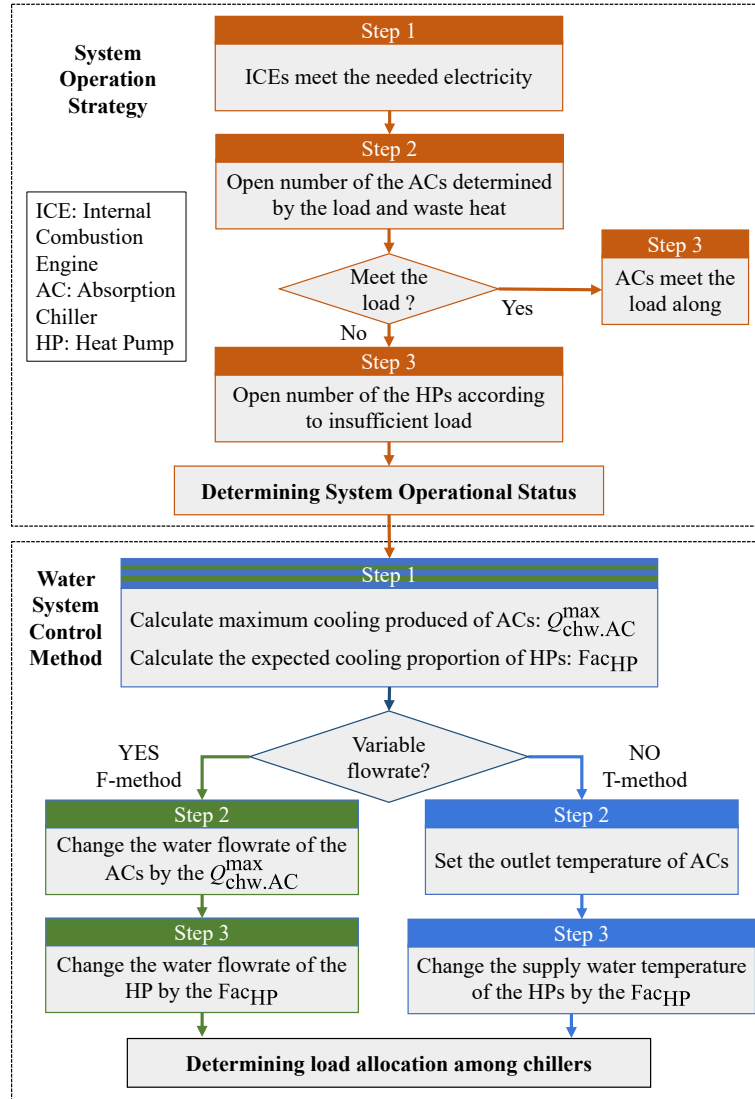 System
Operation
Strategy
Step 1
ICEs meet the needed electricity
Step 2
Open number of the ACs determined
by the load and waste heat
ICE: Internal
Combustion
Engine
AC: Absorption
Chiller
HP: Heat Pump
Meet the
load ?
Yes
No
Step 3
ACs meet the
load along
Step 3
Open number of the HPs according
to insufficient load
Determining System Operational Status
Water
System
Control
Method
Step 1
Calculate maximum cooling produced of ACs: Q^max_chw.AC
Calculate the expected cooling proportion of HPs: Fac_HP
Variable
flowrate?
YES
F-method
NO
T-method
Step 2
Change the water flowrate of the
ACs by the Q^max_chw.AC
Step 3
Change the water flowrate of the
HP by the Fac_HP
Step 2
Set the outlet temperature of ACs
Step 3
Change the supply water temperature
of the HPs by the Fac_HP
Determining load allocation among chillers